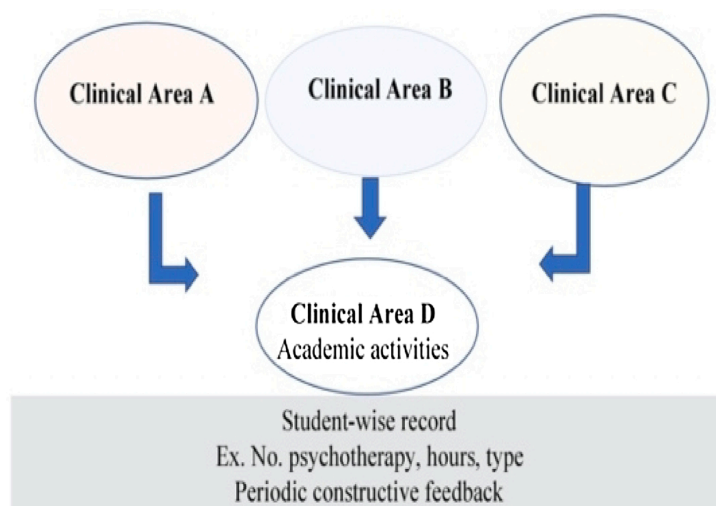 Clinical Area A
Clinical Area B
Clinical Area C
Clinical Area D
Academic activities
Student-wise record
Ex. No. psychotherapy, hours, type
Periodic constructive feedback